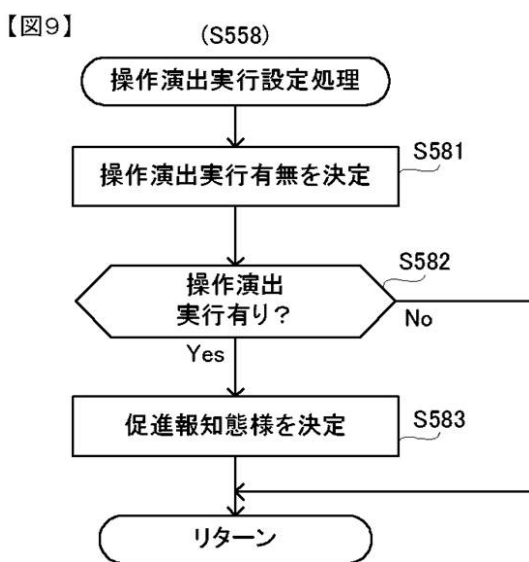 【図9】
(S558)
操作演出実行設定処理
操作演出実行有無を決定
S581
操作演出
実行有り?
S582
No
Yes
促進報知態様を決定
S583
リターン